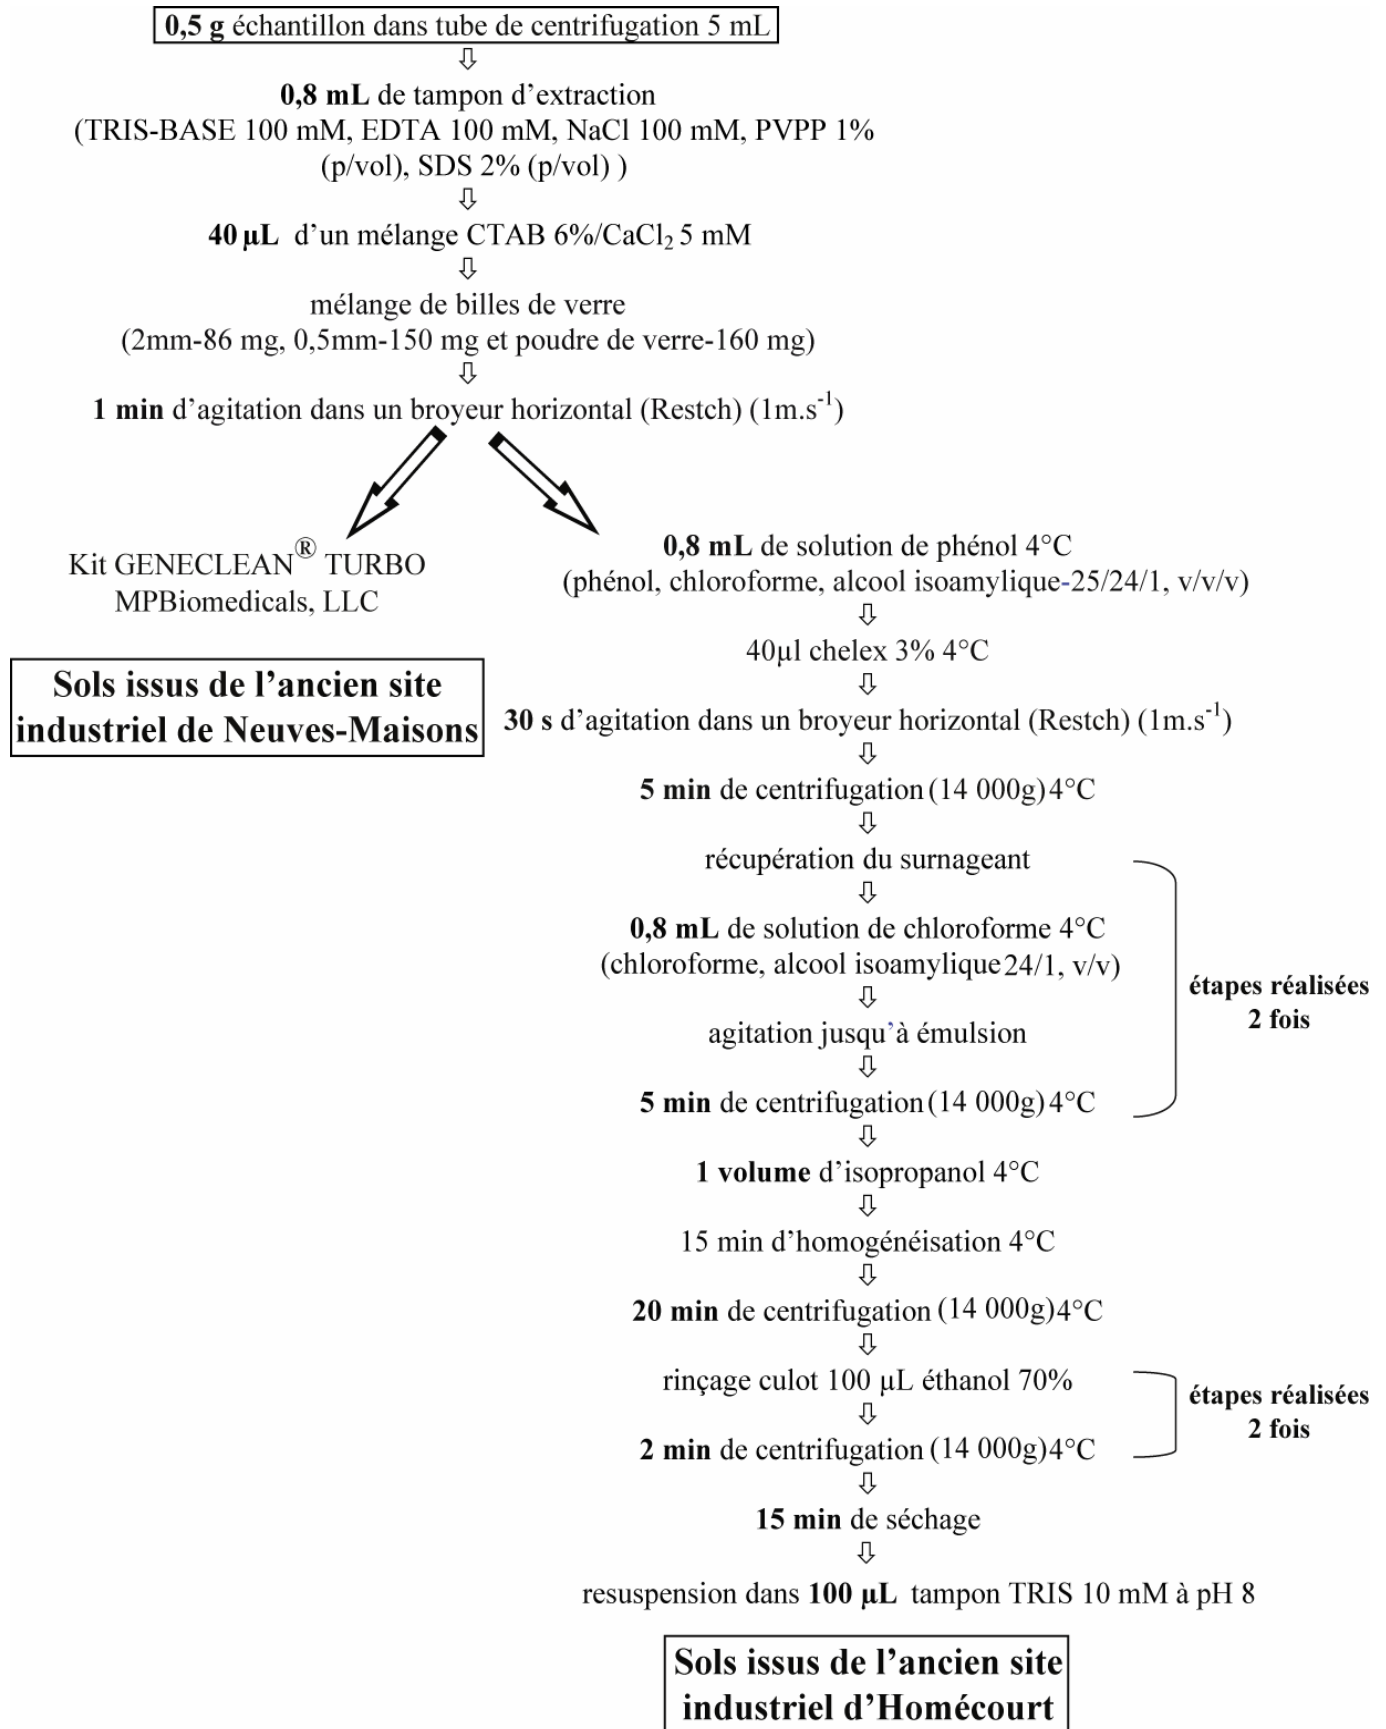 0,5 g échantillon dans tube de centrifugation 5 mL
0,8 mL de tampon d’extraction
(TRIS-BASE 100 mM, EDTA 100 mM, NaCl 100 mM, PVPP 1%
(p/vol), SDS 2% (p/vol) )
40 µL d’un mélange CTAB 6%/CaCl₂ 5 mM
mélange de billes de verre
(2mm-86 mg, 0,5mm-150 mg et poudre de verre-160 mg)
1 min d’agitation dans un broyeur horizontal (Restch) (1m.s⁻¹)
Kit GENECLEAN® TURBO
MPBiomedicals, LLC
Sols issus de l’ancien site
industriel de Neuves-Maisons
0,8 mL de solution de phénol 4°C
(phénol, chloroforme, alcool isoamylique-25/24/1, v/v/v)
40µl chelex 3% 4°C
30 s d’agitation dans un broyeur horizontal (Restch) (1m.s⁻¹)
5 min de centrifugation (14 000g) 4°C
récupération du surnageant
0,8 mL de solution de chloroforme 4°C
(chloroforme, alcool isoamylique 24/1, v/v)
agitation jusqu’à émulsion
5 min de centrifugation (14 000g) 4°C
étapes réalisées
2 fois
1 volume d’isopropanol 4°C
15 min d’homogénéisation 4°C
20 min de centrifugation (14 000g) 4°C
rinçage culot 100 µL éthanol 70%
2 min de centrifugation (14 000g) 4°C
étapes réalisées
2 fois
15 min de séchage
resuspension dans 100 µL tampon TRIS 10 mM à pH 8
Sols issus de l’ancien site
industriel d’Homécourt